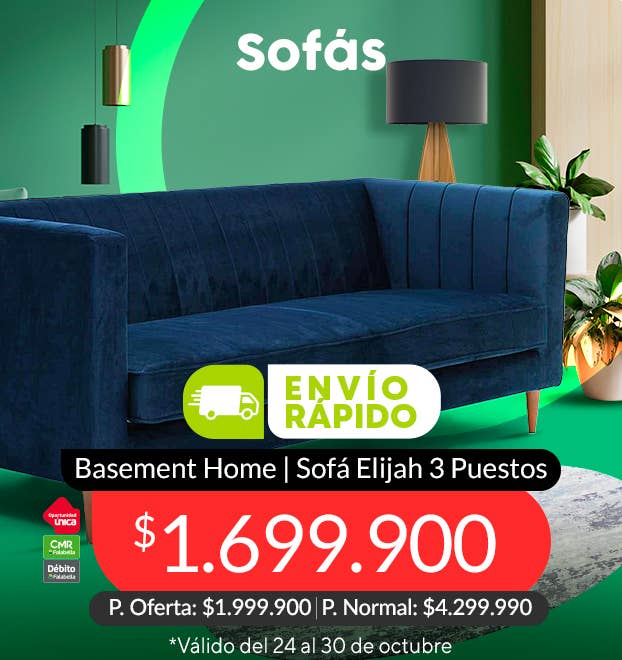 Sofás
ENVÍO
RÁPIDO
Basement Home | Sofá Elijah 3 Puestos
Oportunidad
única
CMR
Falabella
Débito
Falabella
$1.699.900
P. Oferta: $1.999.900 | P. Normal: $4.299.990
*Válido del 24 al 30 de octubre